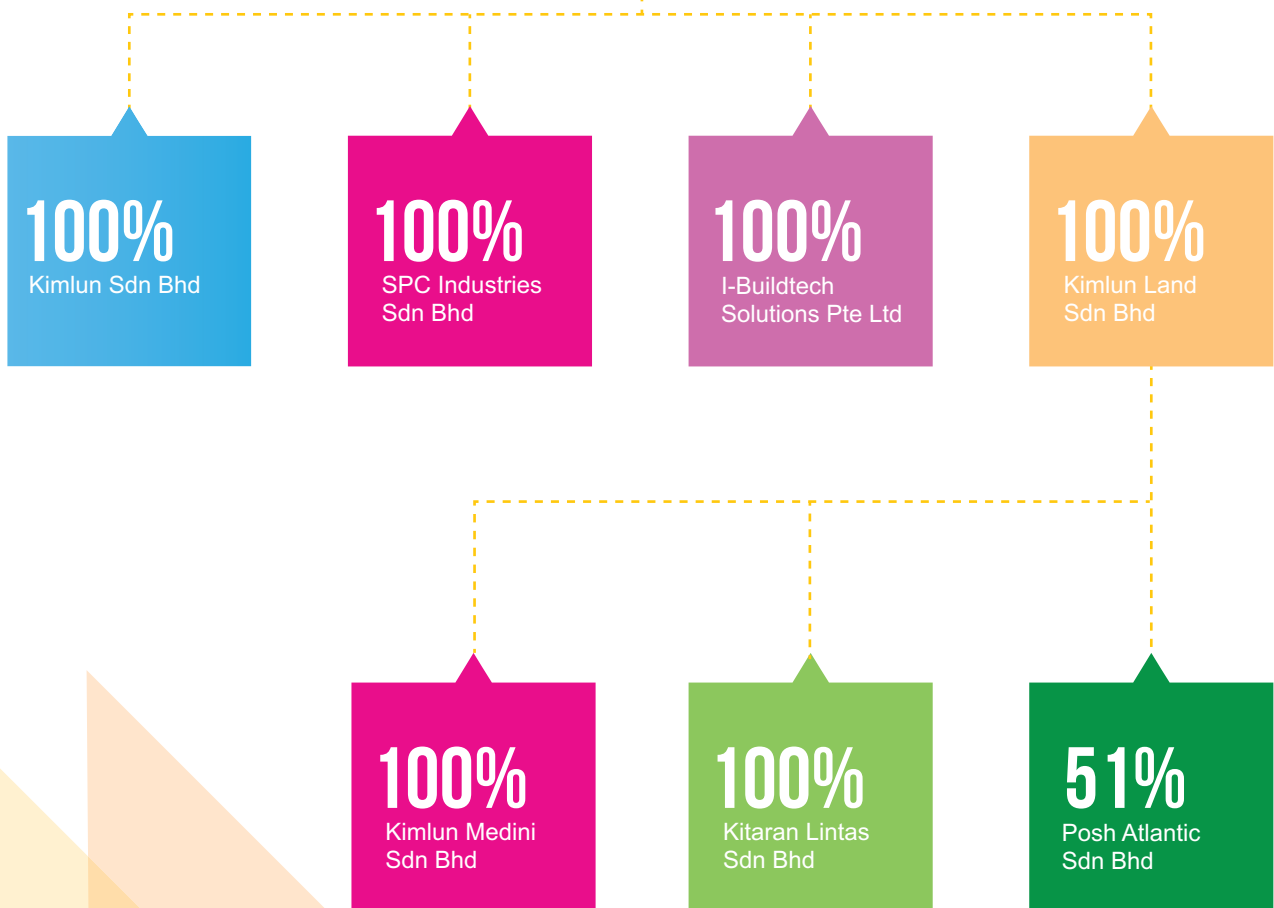 100%
Kimlun Sdn Bhd
100%
SPC Industries
Sdn Bhd
100%
I-Buildtech
Solutions Pte Ltd
100%
Kimlun Land
Sdn Bhd
100%
Kimlun Medini
Sdn Bhd
100%
Kitaran Lintas
Sdn Bhd
51%
Posh Atlantic
Sdn Bhd